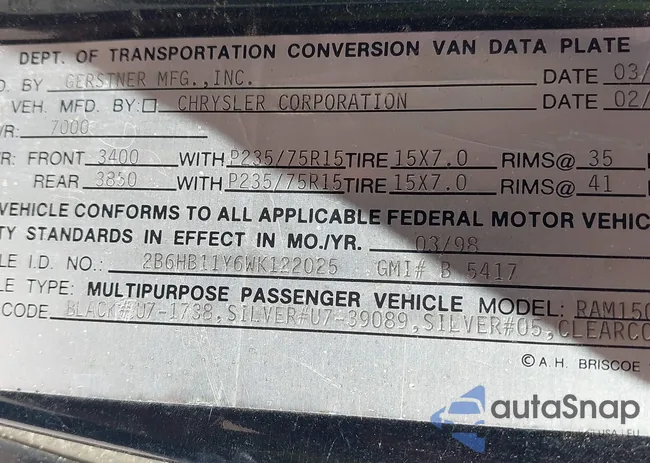 DEPT. OF TRANSPORTATION CONVERSION VAN DATA PLATE
D. BY GERSTNER MFG.,INC. DATE 03/
VEH. MFD. BY: CHRYSLER CORPORATION DATE 02/
VR: 7000
R: FRONT 3400 WITH P235/75R15 TIRE 15X7.0 RIMS@ 35
REAR 3850 WITH P235/75R15 TIRE 15X7.0 RIMS@ 41
VEHICLE CONFORMS TO ALL APPLICABLE FEDERAL MOTOR VEHIC
TY STANDARDS IN EFFECT IN MO./YR. 03/98
LE I.D. NO.: 2B6HB11Y6WK122025 GMI# B 5417
LE TYPE: MULTIPURPOSE PASSENGER VEHICLE MODEL: RAM150
CODE BLACK#U7-1738,SILVER#U7-39089,SILVER#05,CLEARCO
© A. H. BRISCOE
autoSnap
USA | EU